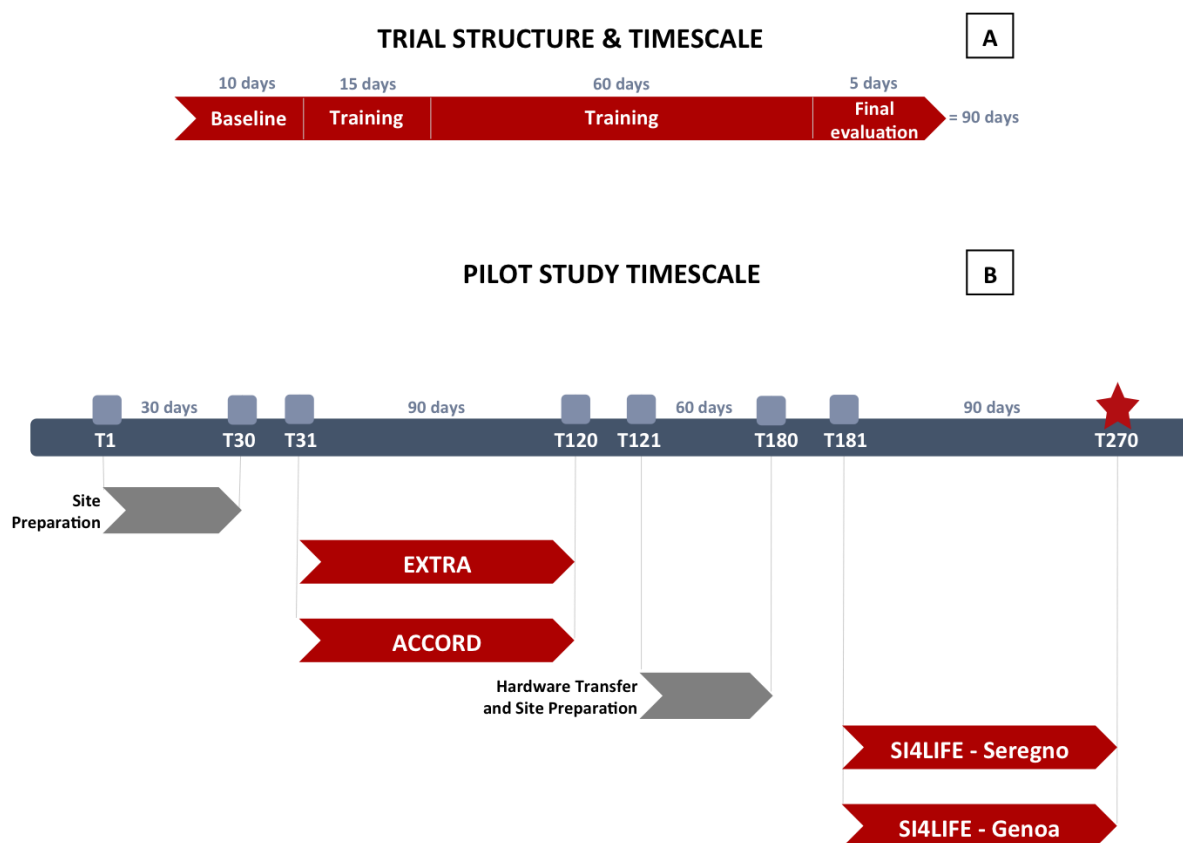 TRIAL STRUCTURE & TIMESCALE
A
10 days
15 days
60 days
5 days
Baseline
Training
Training
Final
evaluation
= 90 days
PILOT STUDY TIMESCALE
B
30 days
90 days
60 days
90 days
T1
T30
T31
T120
T121
T180
T181
T270
Site
Preparation
EXTRA
ACCORD
Hardware Transfer
and Site Preparation
SI4LIFE - Seregno
SI4LIFE - Genoa